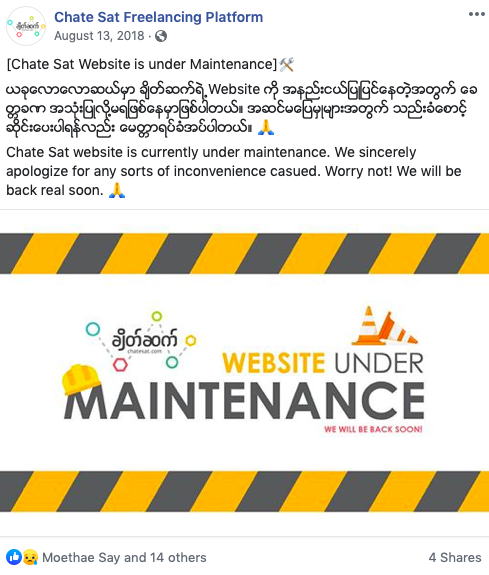 Chate Sat Freelancing Platform
August 13, 2018 ·
[Chate Sat Website is under Maintenance]🛠️
ယခုလောလောဆယ်မှာ ချိတ်ဆက်ရဲ့ Website ကို အနည်းငယ်ပြုပြင်နေတဲ့အတွက် ခေ
တ္တခဏ အသုံးပြုလို့မရဖြစ်နေမှာဖြစ်ပါတယ်။ အဆင်မပြေမှုများအတွက် သည်းခံစောင့်
ဆိုင်းပေးပါရန်လည်း မေတ္တာရပ်ခံအပ်ပါတယ်။ 🙏
Chate Sat website is currently under maintenance. We sincerely
apologize for any sorts of inconvenience casued. Worry not! We will be
back real soon. 🙏
ချိတ်ဆက်
chatesat.com
WEBSITE UNDER
MAINTENANCE
WE WILL BE BACK SOON!
Moethae Say and 14 others
4 Shares